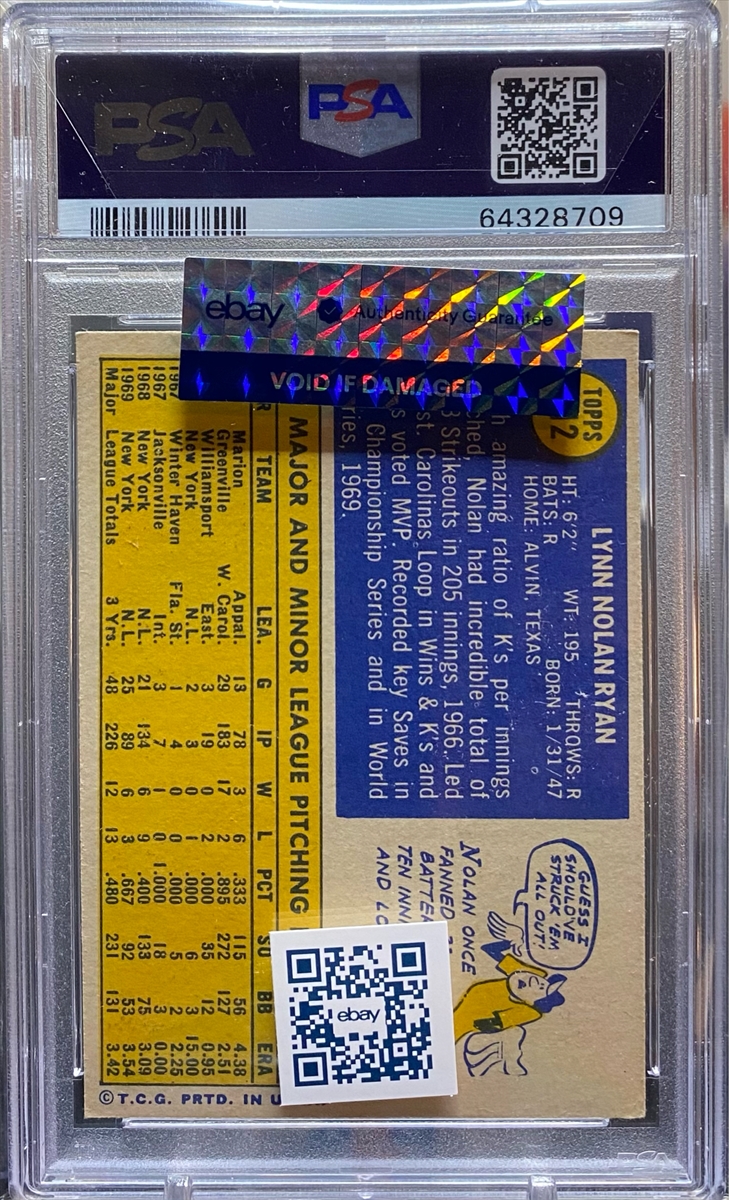 PSA
PSA
64328709
ebay Authenticity Guarantee
VOID IF DAMAGED
TOPPS
LYNN NOLAN RYAN
HT: 6'2" WT: 195 THROWS: R
BATS: R BORN: 1/31/47
HOME: ALVIN, TEXAS
amazing ratio of K's per innings
Nolan had incredible total of
Strikeouts in 205 innings, 1966. Led
Carolinas Loop in Wins & K's and
voted MVP. Recorded key Saves in
Championship Series and in World
1969.
GUESS I
SHOULD'VE
STRUCK 'EM
ALL OUT!
NOLAN ONCE
FANNED
TEN
AND
MAJOR AND MINOR LEAGUE PITCHING
TEAM LEA. G IP W L PCT SO BB ERA
Marion Appal. 13 78 3 6 .333 115 56 4.38
Greenville W. Carol. 29 183 17 2 .895 272 127 2.51
Williamsport East. 3 19 0 2 .000 35 12 0.95
New York N.L. 2 3 0 1 .000 6 3 15.00
Winter Haven Fla. St. 1 4 0 0 .000 5 2 2.25
1967 Jacksonville Int. 3 7 1 0 1.000 18 3 0.00
1968 New York N.L. 21 134 6 9 .400 133 75 3.09
1969 New York N.L. 25 89 6 3 .667 92 53 3.54
Major League Totals 3 Yrs. 48 226 12 13 .480 231 131 3.42
ebay
© T.C.G. PRTD. IN
PSA